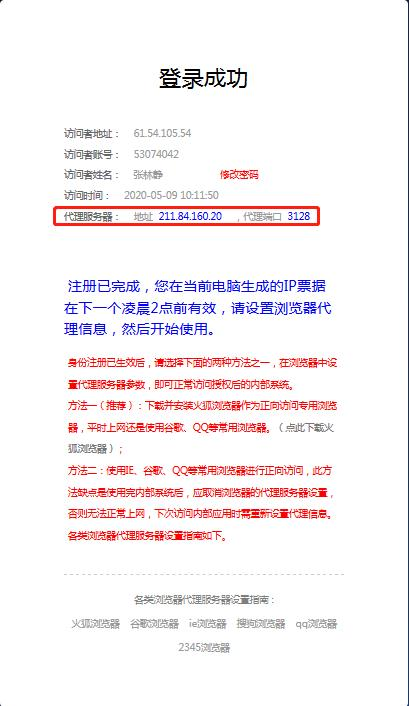 登录成功
访问者地址： 61.54.105.54
访问者账号： 53074042
访问者姓名： 张林静 修改密码
访问时间： 2020-05-09 10:11:50
代理服务器： 地址 211.84.160.20 ，代理端口 3128
注册已完成，您在当前电脑生成的IP票据
在下一个凌晨2点前有效，请设置浏览器代
理信息，然后开始使用。
身份注册已生效后，请选择下面的两种方法之一，在浏览器中设
置代理服务器参数，即可正常访问授权后的内部系统。
方法一（推荐）：下载并安装火狐浏览器作为正向访问专用浏览
器，平时上网还是使用谷歌、QQ等常用浏览器。（点此下载火
狐浏览器）；
方法二：使用IE、谷歌、QQ等常用浏览器进行正向访问，此方
法缺点是使用完内部系统后，应取消浏览器的代理服务器设置，
否则无法正常上网，下次访问内部应用时需重新设置代理信息。
各类浏览器代理服务器设置指南如下。
各类浏览器代理服务器设置指南：
火狐浏览器 谷歌浏览器 ie浏览器 搜狗浏览器 qq浏览器
2345浏览器